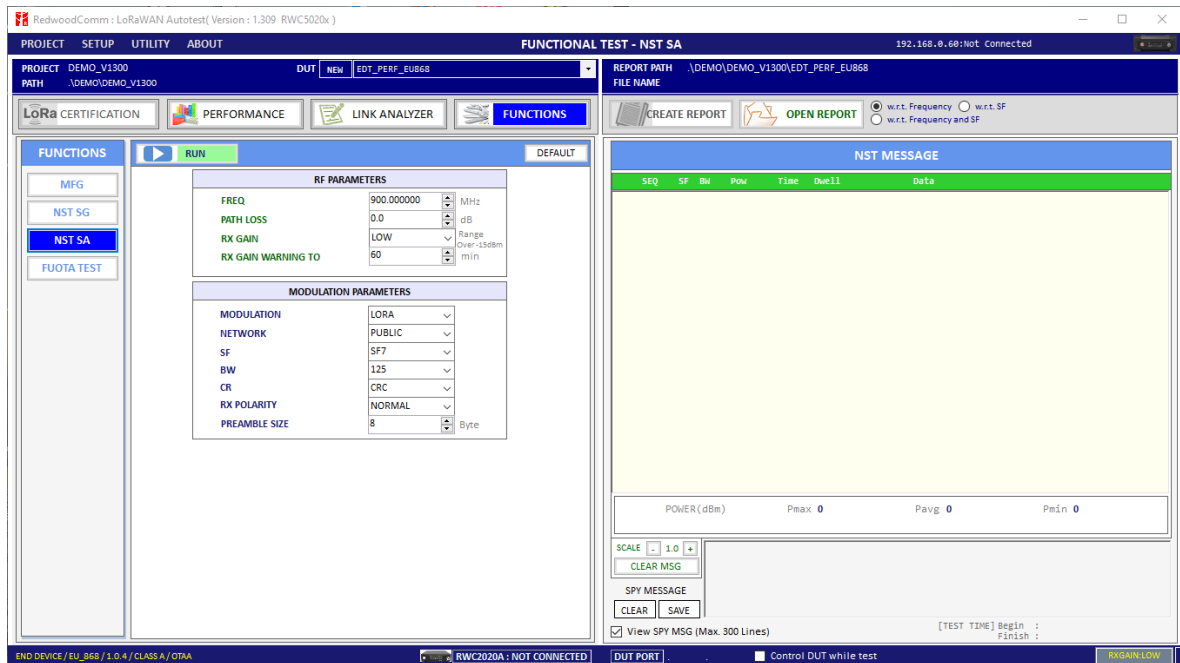 RedwoodComm : LoRaWAN Autotest( Version : 1.309 RWC5020x )
PROJECT SETUP UTILITY ABOUT
FUNCTIONAL TEST - NST SA
192.168.0.60:Not Connected
PROJECT DEMO_V1300
DUT NEW EDT_PERF_EU868
PATH .\DEMO\DEMO_V1300
REPORT PATH .\DEMO\DEMO_V1300\EDT_PERF_EU868
FILE NAME
LoRa CERTIFICATION
PERFORMANCE
LINK ANALYZER
FUNCTIONS
CREATE REPORT
OPEN REPORT
w.r.t. Frequency w.r.t. SF
w.r.t. Frequency and SF
FUNCTIONS
MFG
NST SG
NST SA
FUOTA TEST
RUN
DEFAULT
RF PARAMETERS
FREQ 900.000000 MHz
PATH LOSS 0.0 dB
RX GAIN LOW Range
Over -15dBm
RX GAIN WARNING TO 60 min
MODULATION PARAMETERS
MODULATION LORA
NETWORK PUBLIC
SF SF7
BW 125
CR CRC
RX POLARITY NORMAL
PREAMBLE SIZE 8 Byte
NST MESSAGE
SEQ SF BW Pow Time Dwell Data
POWER(dBm) Pmax 0 Pavg 0 Pmin 0
SCALE - 1.0 +
CLEAR MSG
SPY MESSAGE
CLEAR SAVE
View SPY MSG (Max. 300 Lines)
[TEST TIME] Begin :
Finish :
END DEVICE / EU_868 / 1.0.4 / CLASS A / OTAA
RWC2020A : NOT CONNECTED
DUT PORT . .
Control DUT while test
RXGAIN:LOW